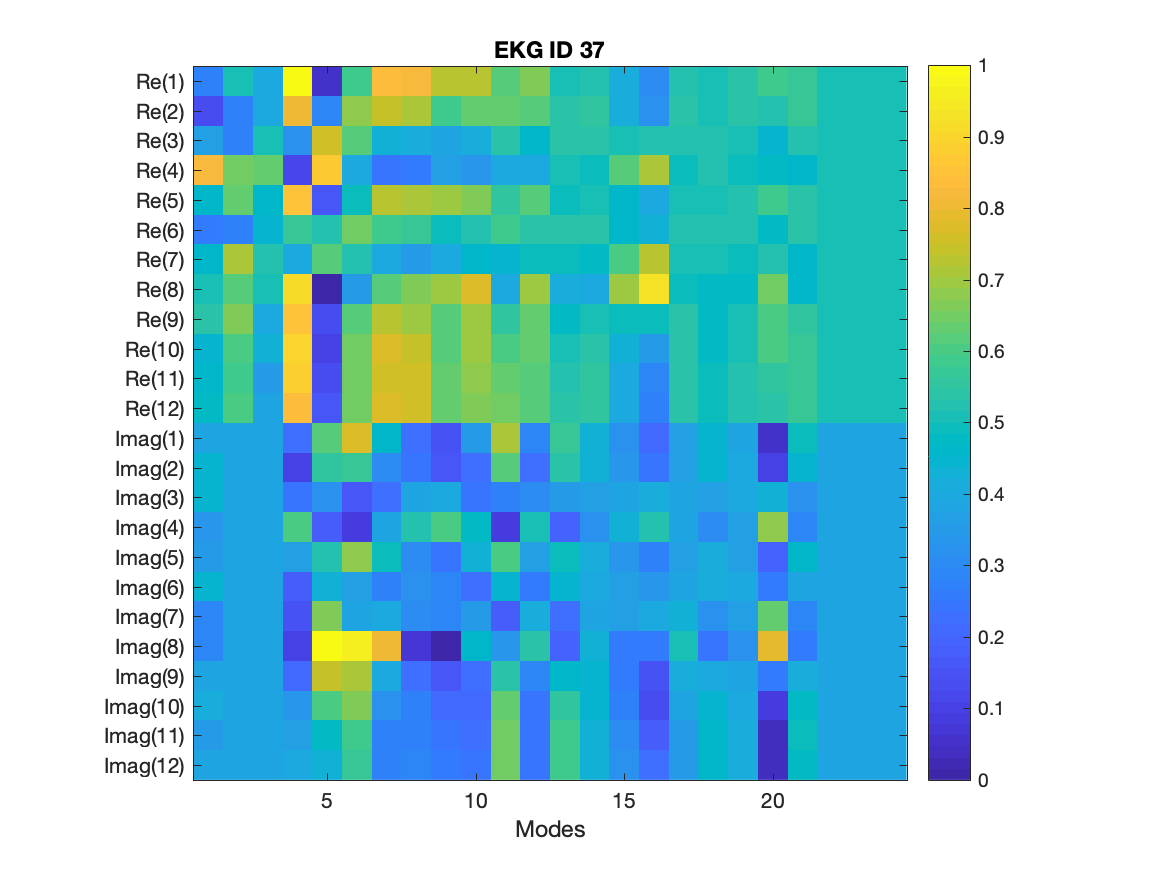 EKG ID 37
Re(1)
Re(2)
Re(3)
Re(4)
Re(5)
Re(6)
Re(7)
Re(8)
Re(9)
Re(10)
Re(11)
Re(12)
Imag(1)
Imag(2)
Imag(3)
Imag(4)
Imag(5)
Imag(6)
Imag(7)
Imag(8)
Imag(9)
Imag(10)
Imag(11)
Imag(12)
5 10 15 20
Modes
1
0.9
0.8
0.7
0.6
0.5
0.4
0.3
0.2
0.1
0